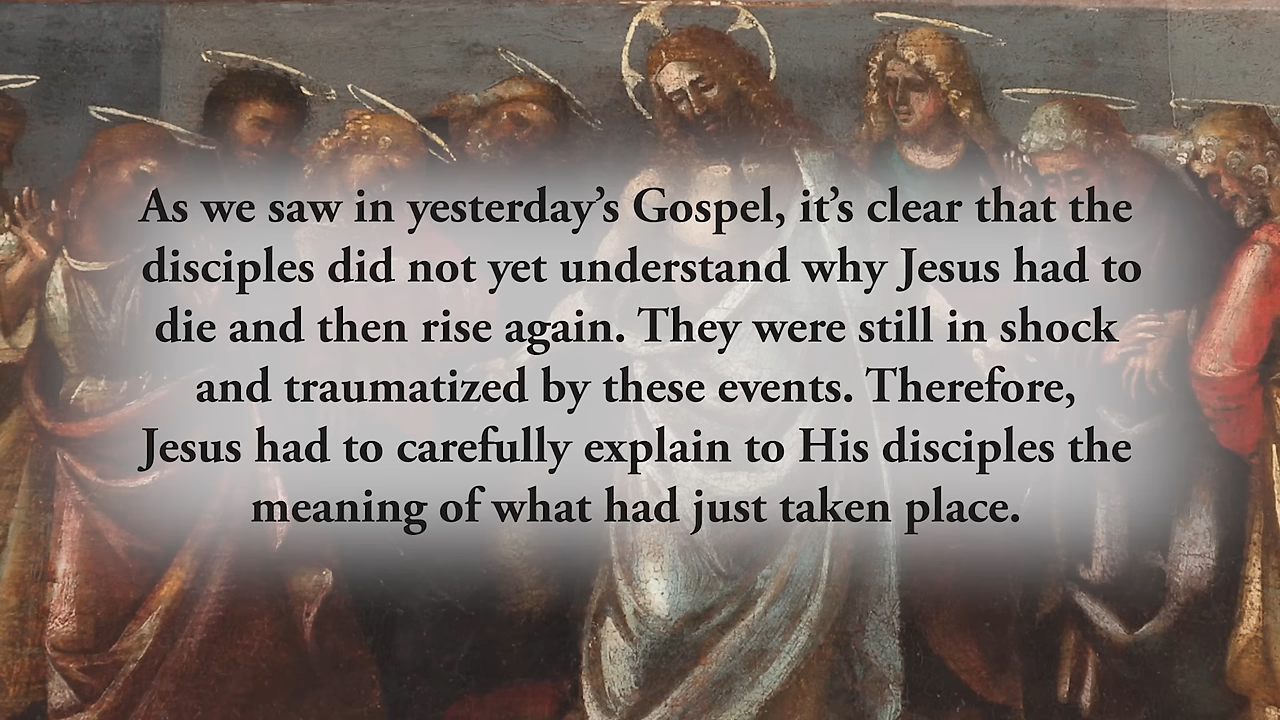 As we saw in yesterday’s Gospel, it’s clear that the
disciples did not yet understand why Jesus had to
die and then rise again. They were still in shock
and traumatized by these events. Therefore,
Jesus had to carefully explain to His disciples the
meaning of what had just taken place.